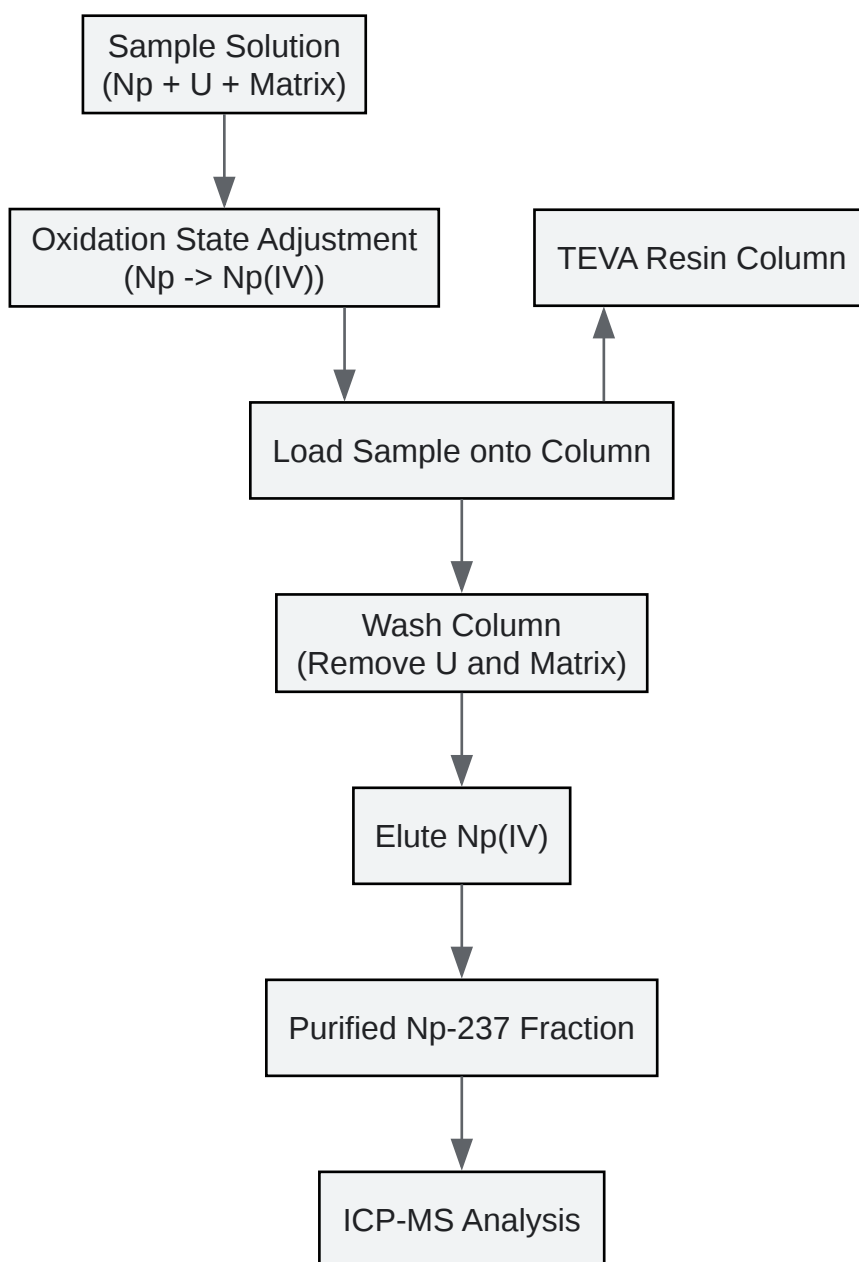 Sample Solution
(Np + U + Matrix)
Oxidation State Adjustment
(Np -> Np(IV))
TEVA Resin Column
Load Sample onto Column
Wash Column
(Remove U and Matrix)
Elute Np(IV)
Purified Np-237 Fraction
ICP-MS Analysis